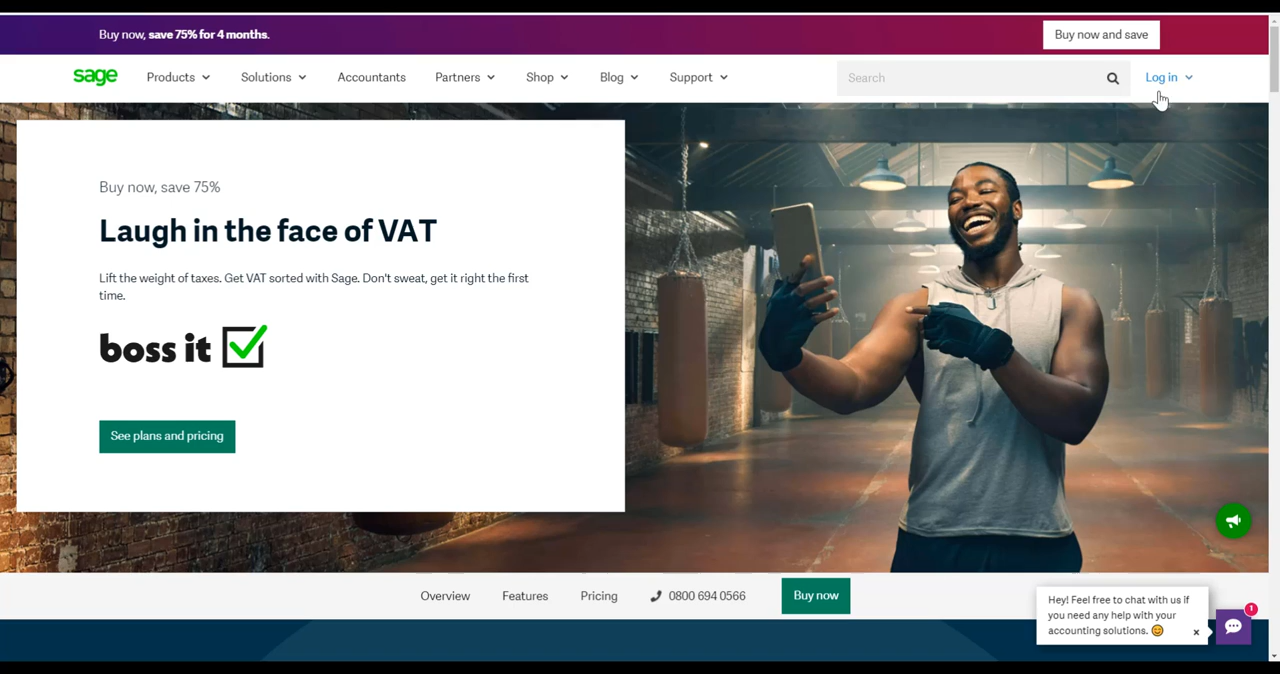 Buy now, save 75% for 4 months.
Buy now and save
sage
Products
Solutions
Accountants
Partners
Shop
Blog
Support
Search
Log in
Buy now, save 75%
Laugh in the face of VAT
Lift the weight of taxes. Get VAT sorted with Sage. Don't sweat, get it right the first
time.
boss it
See plans and pricing
Overview
Features
Pricing
0800 694 0566
Buy now
Hey! Feel free to chat with us if
you need any help with your
accounting solutions. 😊
x
1